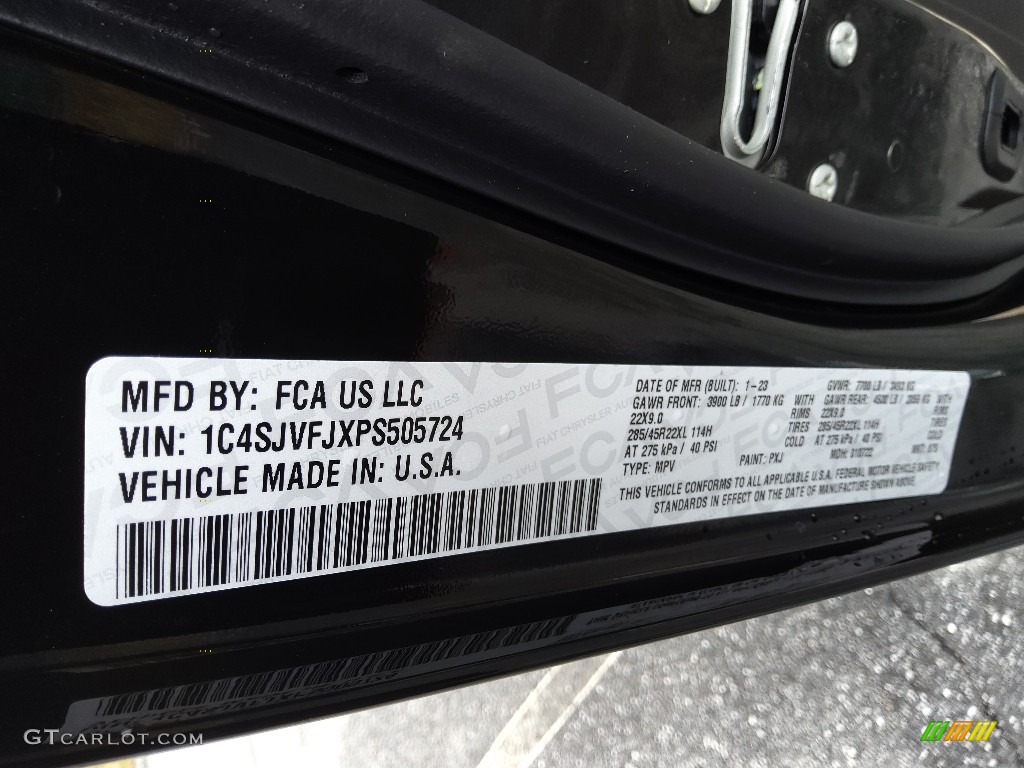 MFD BY: FCA US LLC
VIN: 1C4SJVFJXPS505724
VEHICLE MADE IN: U.S.A.
DATE OF MFR (BUILT): 1-23 GVWR: 7700 LB / KG
GAWR FRONT: 3900 LB / 1770 KG WITH GAWR REAR: 4500 LB / KG WITH
22X9.0 RIMS 22X9.0 RIMS
285/45R22XL 114H TIRES 285/45R22XL 114H TIRES
AT 275 kPa / 40 PSI COLD AT 275 kPa / 40 PSI COLD
TYPE: MPV PAINT: PXJ MDH: 010722
THIS VEHICLE CONFORMS TO ALL APPLICABLE U.S.A. FEDERAL MOTOR VEHICLE SAFETY
STANDARDS IN EFFECT ON THE DATE OF MANUFACTURE SHOWN ABOVE.
GTCARLOT.COM